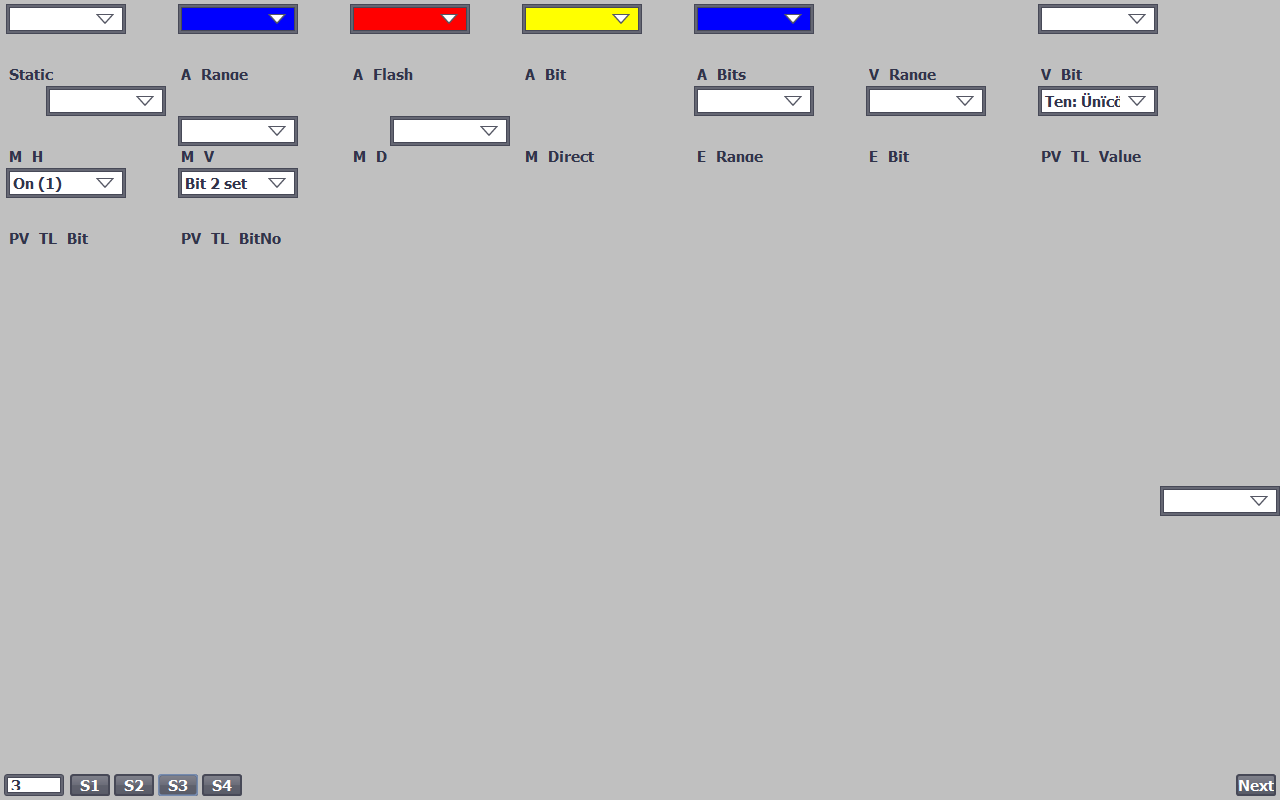 Static A Range A Flash A Bit A Bits V Range V Bit
Ten: Ünïcö
M H M V M D M Direct E Range E Bit PV TL Value
On (1) Bit 2 set
PV TL Bit PV TL BitNo
3 S1 S2 S3 S4 Next